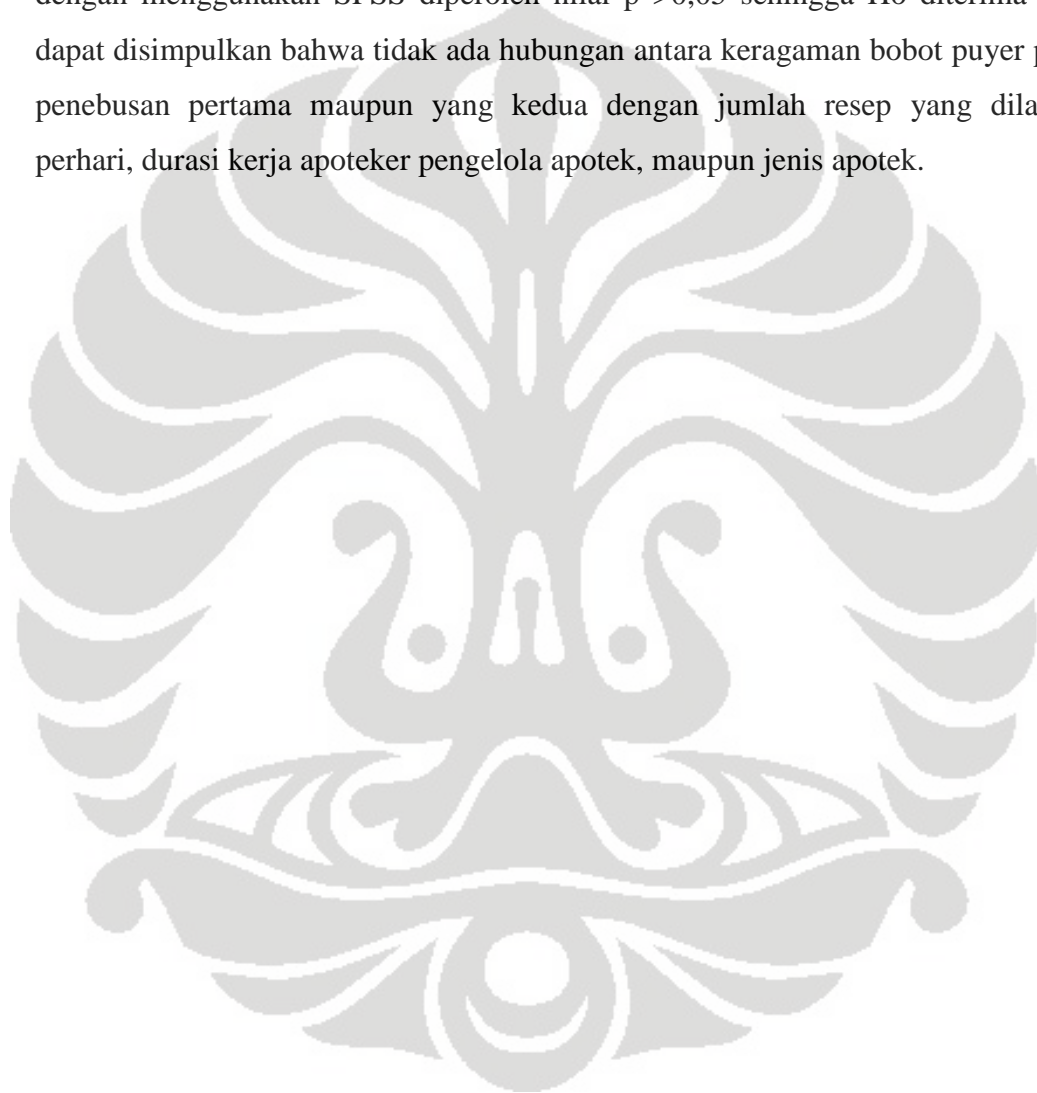 dengan menggunakan SPSS diperoleh nilai p >0,05 sehingga Ho diterima
dapat disimpulkan bahwa tidak ada hubungan antara keragaman bobot puyer
penebusan pertama maupun yang kedua dengan jumlah resep yang
perhari, durasi kerja apoteker pengelola apotek, maupun jenis apotek.